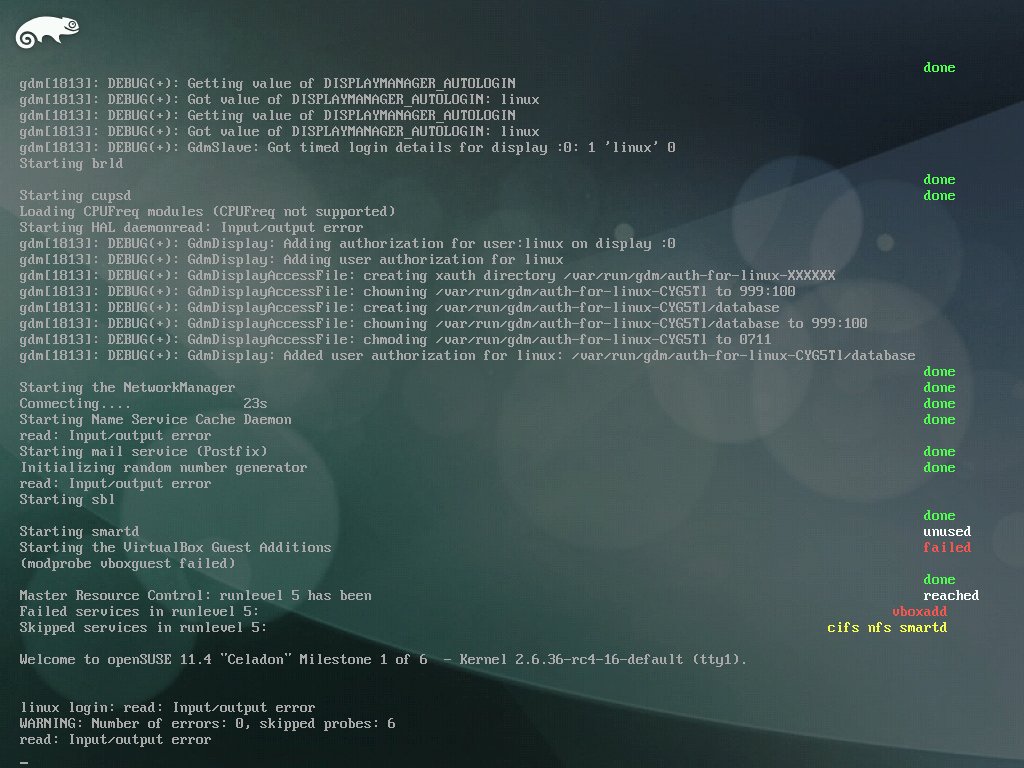 done
gdm[1813]: DEBUG(+): Getting value of DISPLAYMANAGER_AUTOLOGIN
gdm[1813]: DEBUG(+): Got value of DISPLAYMANAGER_AUTOLOGIN: linux
gdm[1813]: DEBUG(+): Getting value of DISPLAYMANAGER_AUTOLOGIN
gdm[1813]: DEBUG(+): Got value of DISPLAYMANAGER_AUTOLOGIN: linux
gdm[1813]: DEBUG(+): GdmSlave: Got timed login details for display :0: 1 'linux' 0
Starting brld
done
Starting cupsd done
Loading CPUFreq modules (CPUFreq not supported)
Starting HAL daemonread: Input/output error
gdm[1813]: DEBUG(+): GdmDisplay: Adding authorization for user:linux on display :0
gdm[1813]: DEBUG(+): GdmDisplay: Adding user authorization for linux
gdm[1813]: DEBUG(+): GdmDisplayAccessFile: creating xauth directory /var/run/gdm/auth-for-linux-XXXXXX
gdm[1813]: DEBUG(+): GdmDisplayAccessFile: chowning /var/run/gdm/auth-for-linux-CYG5Tl to 999:100
gdm[1813]: DEBUG(+): GdmDisplayAccessFile: creating /var/run/gdm/auth-for-linux-CYG5Tl/database
gdm[1813]: DEBUG(+): GdmDisplayAccessFile: chowning /var/run/gdm/auth-for-linux-CYG5Tl/database to 999:100
gdm[1813]: DEBUG(+): GdmDisplayAccessFile: chmoding /var/run/gdm/auth-for-linux-CYG5Tl to 0711
gdm[1813]: DEBUG(+): GdmDisplay: Added user authorization for linux: /var/run/gdm/auth-for-linux-CYG5Tl/database
done
Starting the NetworkManager done
Connecting.... 23s done
Starting Name Service Cache Daemon done
read: Input/output error
Starting mail service (Postfix) done
Initializing random number generator done
read: Input/output error
Starting sbl
done
Starting smartd unused
Starting the VirtualBox Guest Additions failed
(modprobe vboxguest failed)
done
Master Resource Control: runlevel 5 has been reached
Failed services in runlevel 5: vboxadd
Skipped services in runlevel 5: cifs nfs smartd
Welcome to openSUSE 11.4 "Celadon" Milestone 1 of 6  - Kernel 2.6.36-rc4-16-default (tty1).
linux login: read: Input/output error
WARNING: Number of errors: 0, skipped probes: 6
read: Input/output error
_